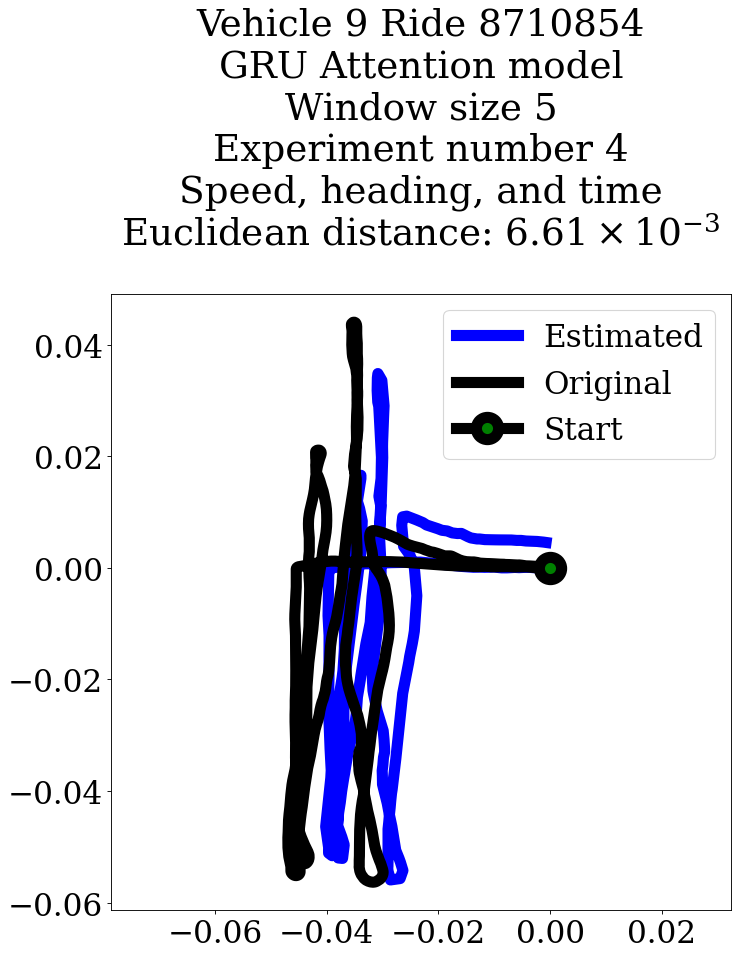 Vehicle 9 Ride 8710854
GRU Attention model
Window size 5
Experiment number 4
Speed, heading, and time
Euclidean distance: 6.61 × 10⁻³
Estimated
Original
Start
0.04
0.02
0.00
−0.02
−0.04
−0.06
−0.06 −0.04 −0.02 0.00 0.02